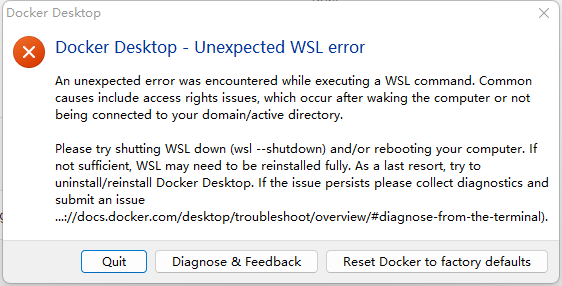 Docker Desktop
Docker Desktop - Unexpected WSL error
An unexpected error was encountered while executing a WSL command. Common
causes include access rights issues, which occur after waking the computer or not
being connected to your domain/active directory.
Please try shutting WSL down (wsl --shutdown) and/or rebooting your computer. If
not sufficient, WSL may need to be reinstalled fully. As a last resort, try to
uninstall/reinstall Docker Desktop. If the issue persists please collect diagnostics and
submit an issue
...://docs.docker.com/desktop/troubleshoot/overview/#diagnose-from-the-terminal).
Quit
Diagnose & Feedback
Reset Docker to factory defaults